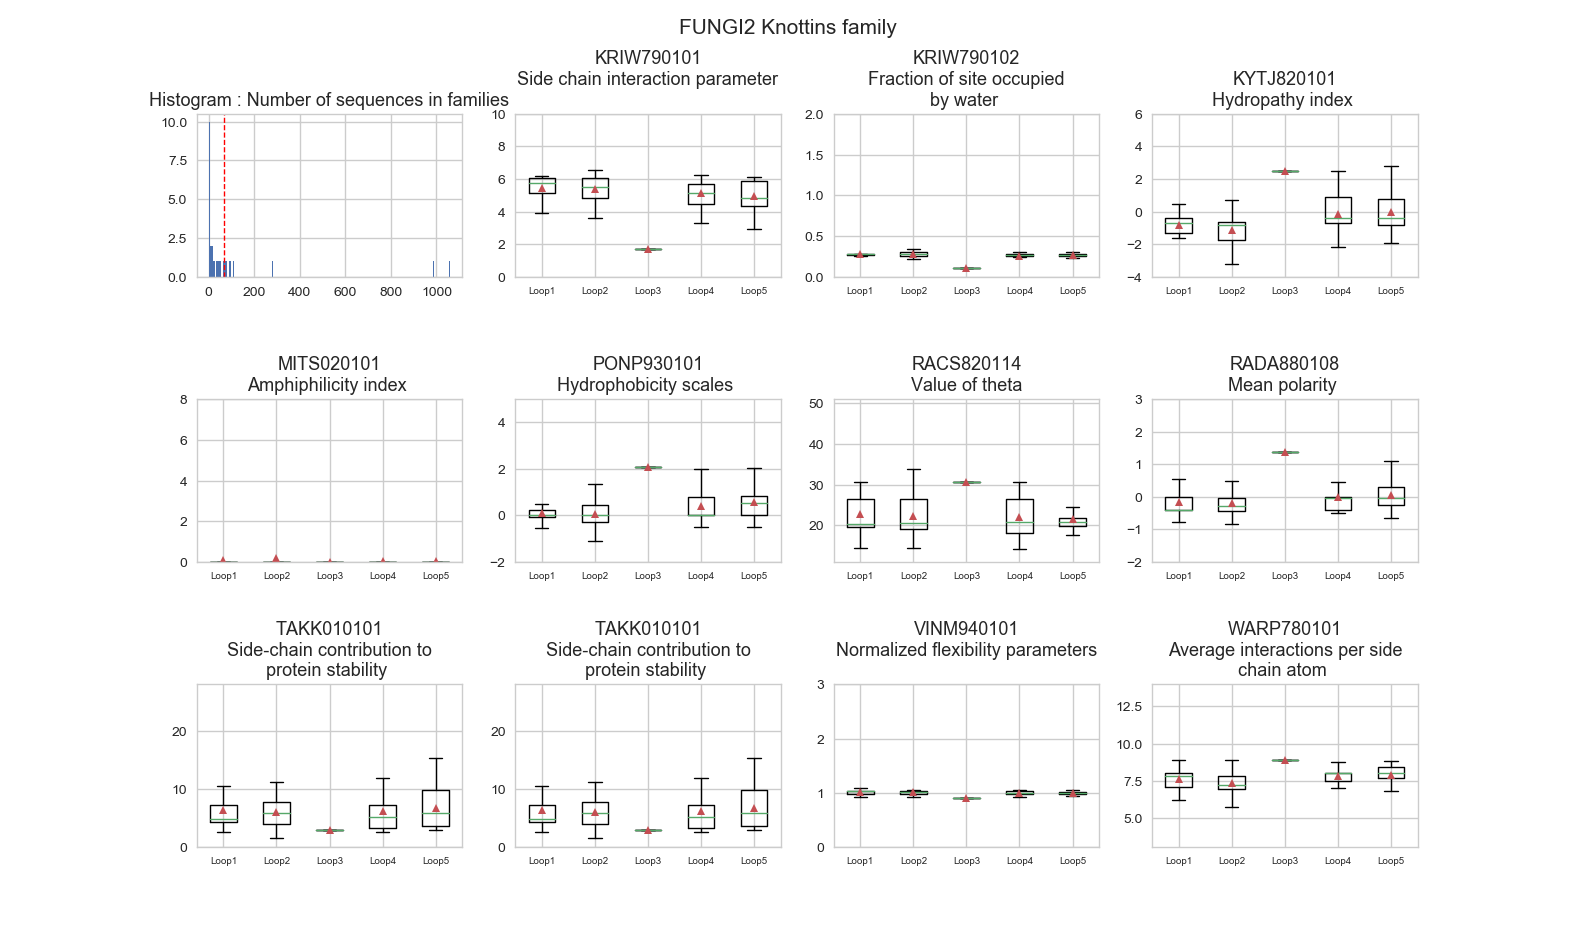 FUNGI2 Knottins family
Histogram : Number of sequences in families
10.0
7.5
5.0
2.5
0.0
0 200 400 600 800 1000
KRIW790101
Side chain interaction parameter
10
8
6
4
2
0
Loop1 Loop2 Loop3 Loop4 Loop5
KRIW790102
Fraction of site occupied
by water
2.0
1.5
1.0
0.5
0.0
Loop1 Loop2 Loop3 Loop4 Loop5
KYTJ820101
Hydropathy index
6
4
2
0
−2
−4
Loop1 Loop2 Loop3 Loop4 Loop5
MITS020101
Amphiphilicity index
8
6
4
2
0
Loop1 Loop2 Loop3 Loop4 Loop5
PONP930101
Hydrophobicity scales
4
2
0
−2
Loop1 Loop2 Loop3 Loop4 Loop5
RACS820114
Value of theta
50
40
30
20
Loop1 Loop2 Loop3 Loop4 Loop5
RADA880108
Mean polarity
3
2
1
0
−1
−2
Loop1 Loop2 Loop3 Loop4 Loop5
TAKK010101
Side-chain contribution to
protein stability
20
10
0
Loop1 Loop2 Loop3 Loop4 Loop5
TAKK010101
Side-chain contribution to
protein stability
20
10
0
Loop1 Loop2 Loop3 Loop4 Loop5
VINM940101
Normalized flexibility parameters
3
2
1
0
Loop1 Loop2 Loop3 Loop4 Loop5
WARP780101
Average interactions per side
chain atom
12.5
10.0
7.5
5.0
Loop1 Loop2 Loop3 Loop4 Loop5